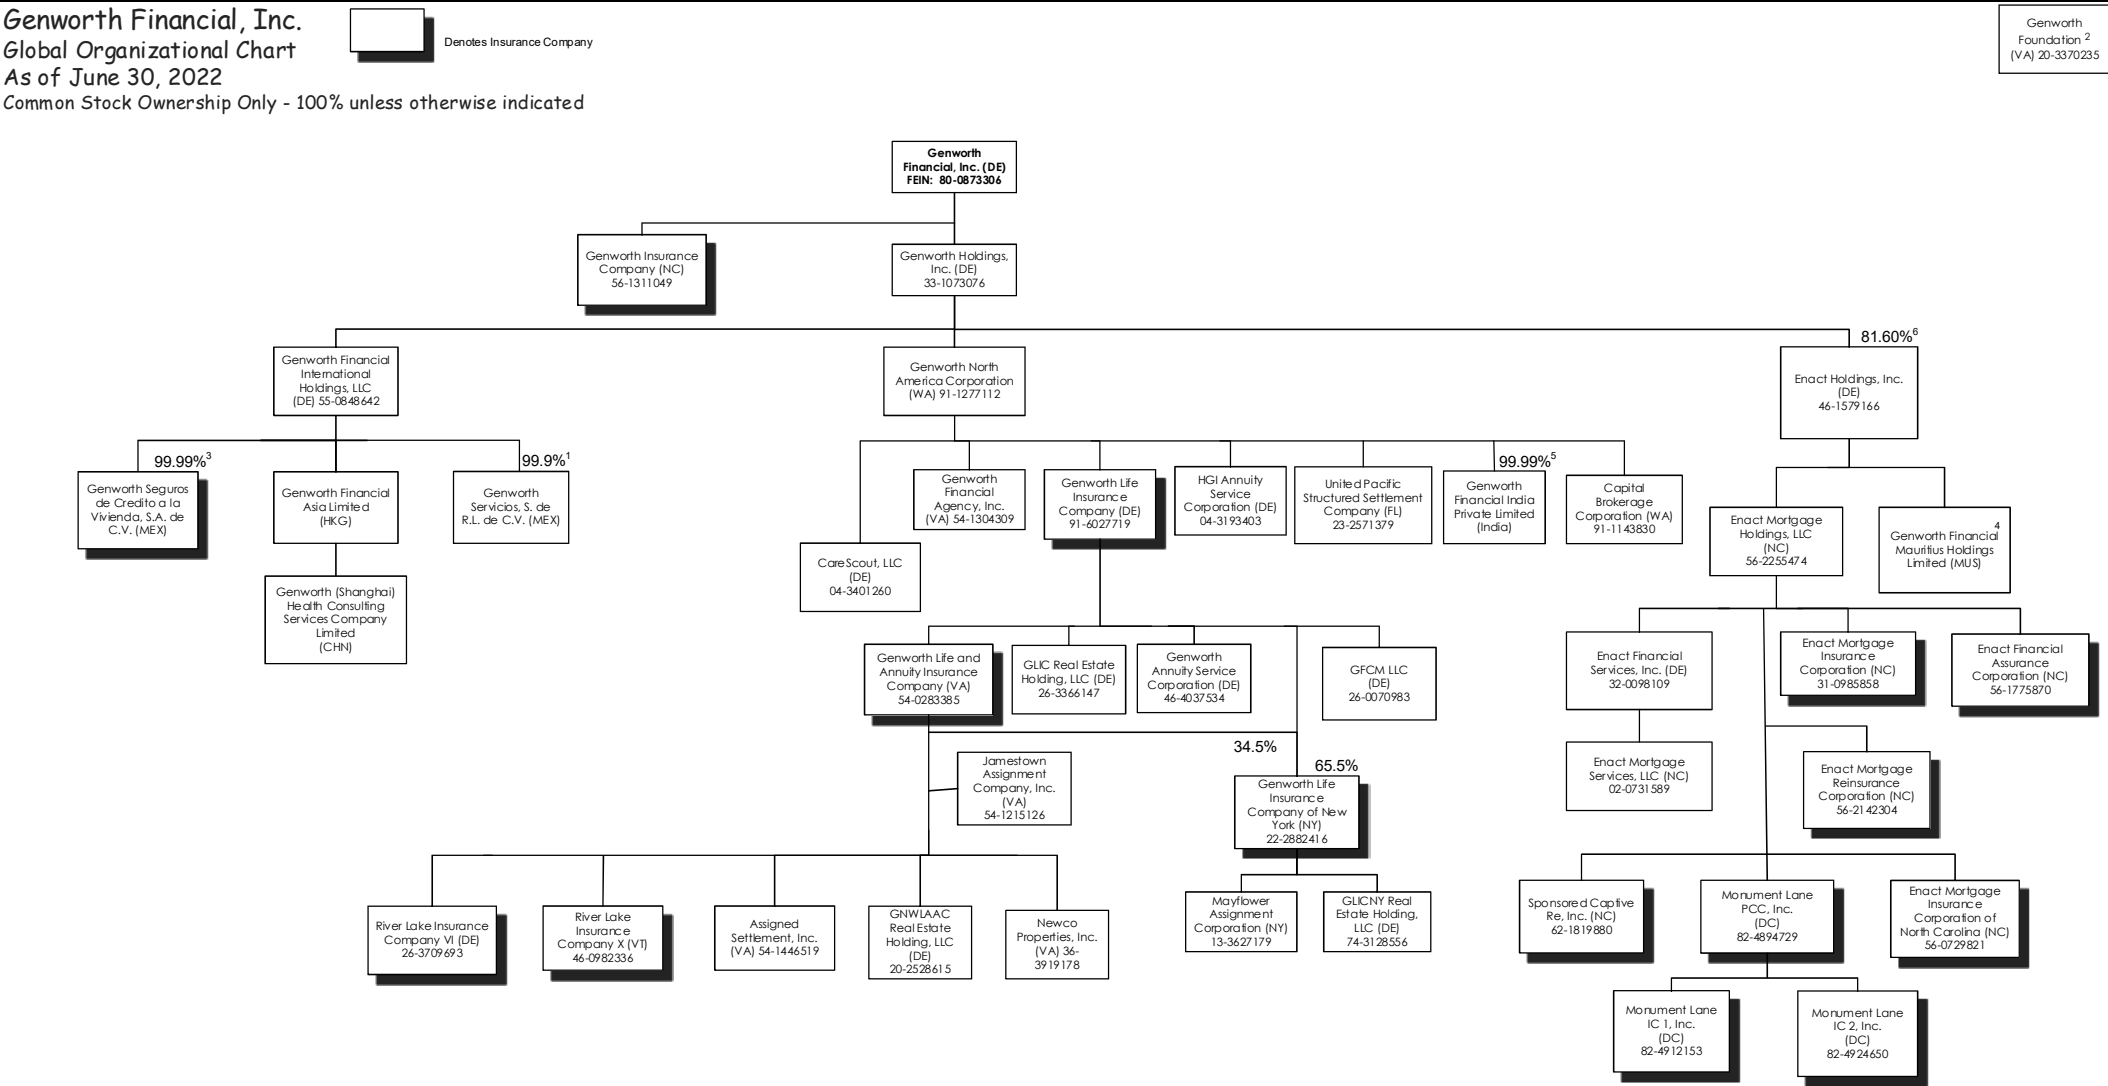 Genworth Financial, Inc.
Global Organizational Chart
As of June 30, 2022
Common Stock Ownership Only - 100% unless otherwise indicated
Denotes Insurance Company
Genworth
Foundation 2
(VA) 20-3370235
Genworth
Financial, Inc. (DE)
FEIN: 80-0873306
Genworth Insurance
Company (NC)
56-1311049
Genworth Holdings,
Inc. (DE)
33-1073076
Genworth Financial
International
Holdings, LLC
(DE) 55-0848642
Genworth North
America Corporation
(WA) 91-1277112
81.60%6
Enact Holdings, Inc.
(DE)
46-1579166
99.99%3
Genworth Seguros
de Credito a la
Vivienda, S.A. de
C.V. (MEX)
Genworth Financial
Asia Limited
(HKG)
99.9%1
Genworth
Servicios, S. de
R.L. de C.V. (MEX)
Genworth (Shanghai)
Health Consulting
Services Company
Limited
(CHN)
CareScout, LLC
(DE)
04-3401260
Genworth
Financial
Agency, Inc.
(VA) 54-1304309
Genworth Life
Insurance
Company (DE)
91-6027719
HGI Annuity
Service
Corporation (DE)
04-3193403
United Pacific
Structured Settlement
Company (FL)
23-2571379
99.99%5
Genworth
Financial India
Private Limited
(India)
Capital
Brokerage
Corporation (WA)
91-1143830
Enact Mortgage
Holdings, LLC
(NC)
56-2255474
4
Genworth Financial
Mauritius Holdings
Limited (MUS)
Genworth Life and
Annuity Insurance
Company (VA)
54-0283385
GLIC Real Estate
Holding, LLC (DE)
26-3366147
Genworth
Annuity Service
Corporation (DE)
46-4037534
GFCM LLC
(DE)
26-0070983
Enact Financial
Services, Inc. (DE)
32-0098109
Enact Mortgage
Insurance
Corporation (NC)
31-0985858
Enact Financial
Assurance
Corporation (NC)
56-1775870
Jamestown
Assignment
Company, Inc.
(VA)
54-1215126
34.5%
65.5%
Genworth Life
Insurance
Company of New
York (NY)
22-2882416
Enact Mortgage
Services, LLC (NC)
02-0731589
Enact Mortgage
Reinsurance
Corporation (NC)
56-2142304
River Lake Insurance
Company VI (DE)
26-3709693
River Lake
Insurance
Company X (VT)
46-0982336
Assigned
Settlement, Inc.
(VA) 54-1446519
GNWLAAC
Real Estate
Holding, LLC
(DE)
20-2528615
Newco
Properties, Inc.
(VA) 36-
3919178
Mayflower
Assignment
Corporation (NY)
13-3627179
GLICNY Real
Estate Holding,
LLC (DE)
74-3128556
Sponsored Captive
Re, Inc. (NC)
62-1819880
Monument Lane
PCC, Inc.
(DC)
82-4894729
Enact Mortgage
Insurance
Corporation of
North Carolina (NC)
56-0729821
Monument Lane
IC 1, Inc.
(DC)
82-4912153
Monument Lane
IC 2, Inc.
(DC)
82-4924650